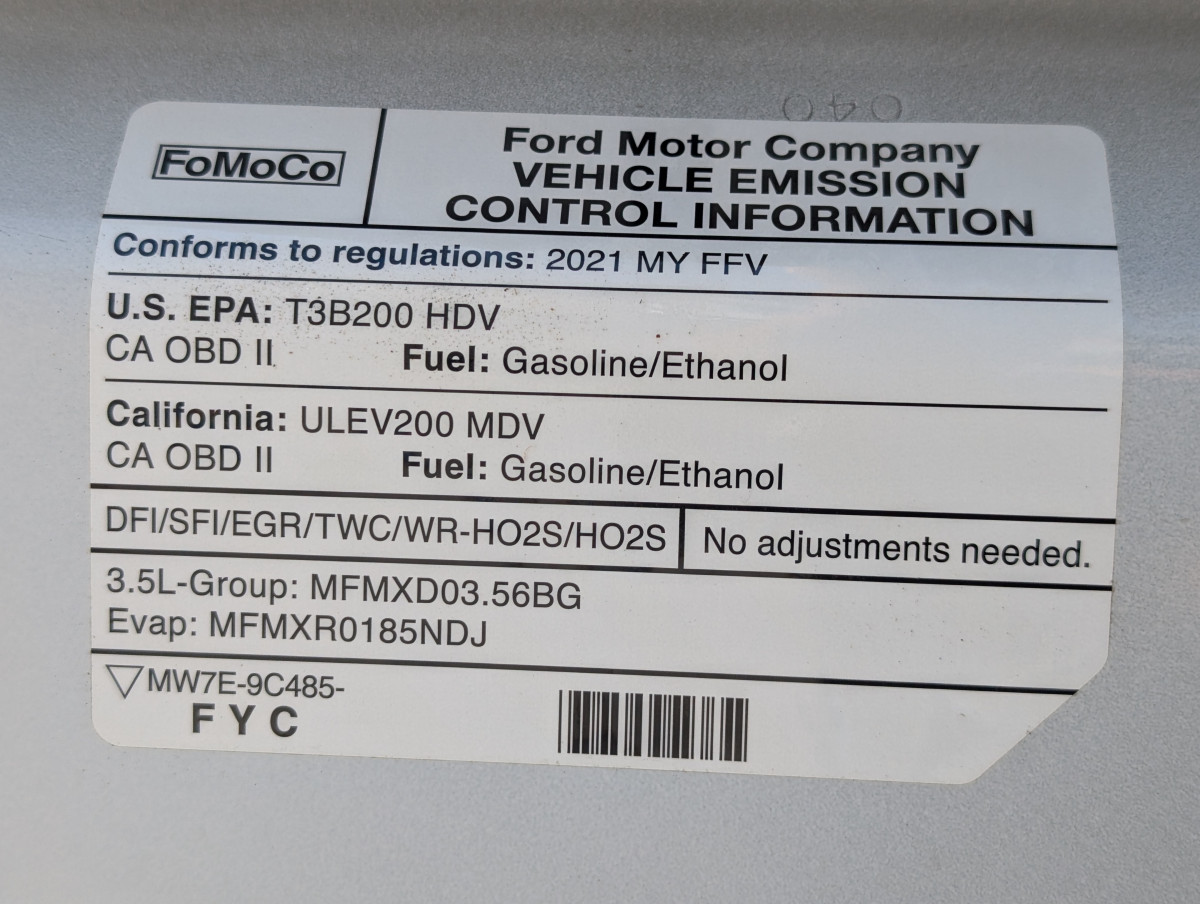 040
FoMoCo
Ford Motor Company
VEHICLE EMISSION
CONTROL INFORMATION
Conforms to regulations: 2021 MY FFV
U.S. EPA: T3B200 HDV
CA OBD II Fuel: Gasoline/Ethanol
California: ULEV200 MDV
CA OBD II Fuel: Gasoline/Ethanol
DFI/SFI/EGR/TWC/WR-HO2S/HO2S
No adjustments needed.
3.5L-Group: MFMXD03.56BG
Evap: MFMXR0185NDJ
MW7E-9C485-
F Y C